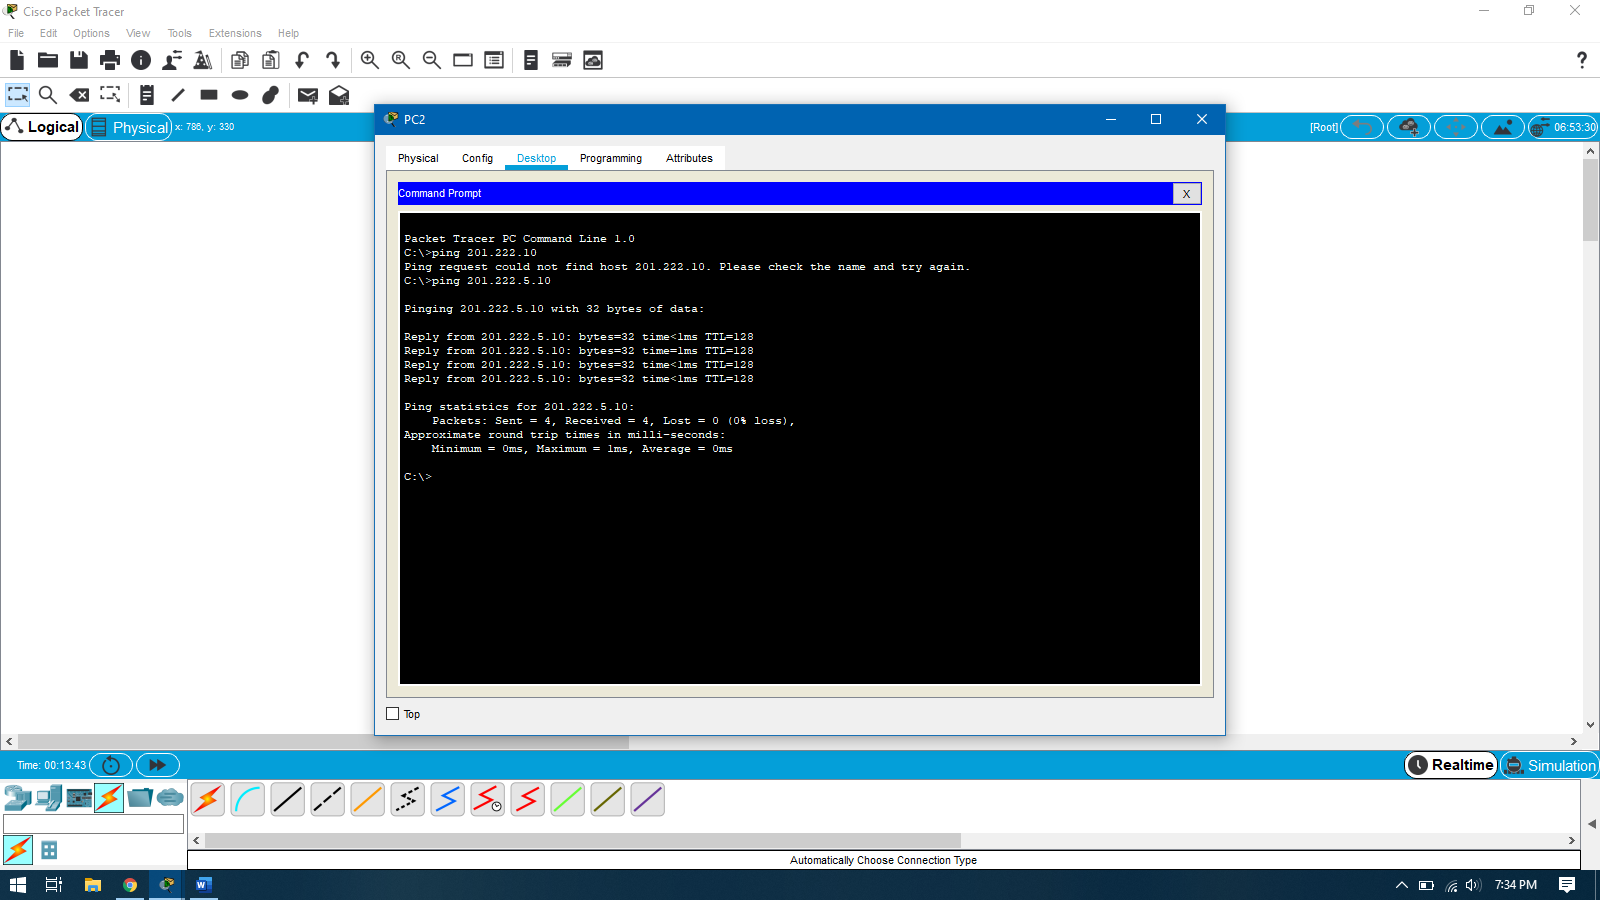 Cisco Packet Tracer
File Edit Options View Tools Extensions Help
Logical Physical x: 786, y: 330
[Root] 06:53:30
PC2
Physical Config Desktop Programming Attributes
Command Prompt X
Packet Tracer PC Command Line 1.0
C:\>ping 201.222.10
Ping request could not find host 201.222.10. Please check the name and try again.
C:\>ping 201.222.5.10
Pinging 201.222.5.10 with 32 bytes of data:
Reply from 201.222.5.10: bytes=32 time<1ms TTL=128
Reply from 201.222.5.10: bytes=32 time=1ms TTL=128
Reply from 201.222.5.10: bytes=32 time<1ms TTL=128
Reply from 201.222.5.10: bytes=32 time<1ms TTL=128
Ping statistics for 201.222.5.10:
Packets: Sent = 4, Received = 4, Lost = 0 (0% loss),
Approximate round trip times in milli-seconds:
Minimum = 0ms, Maximum = 1ms, Average = 0ms
C:\>
Top
Time: 00:13:43
Realtime Simulation
Automatically Choose Connection Type
7:34 PM